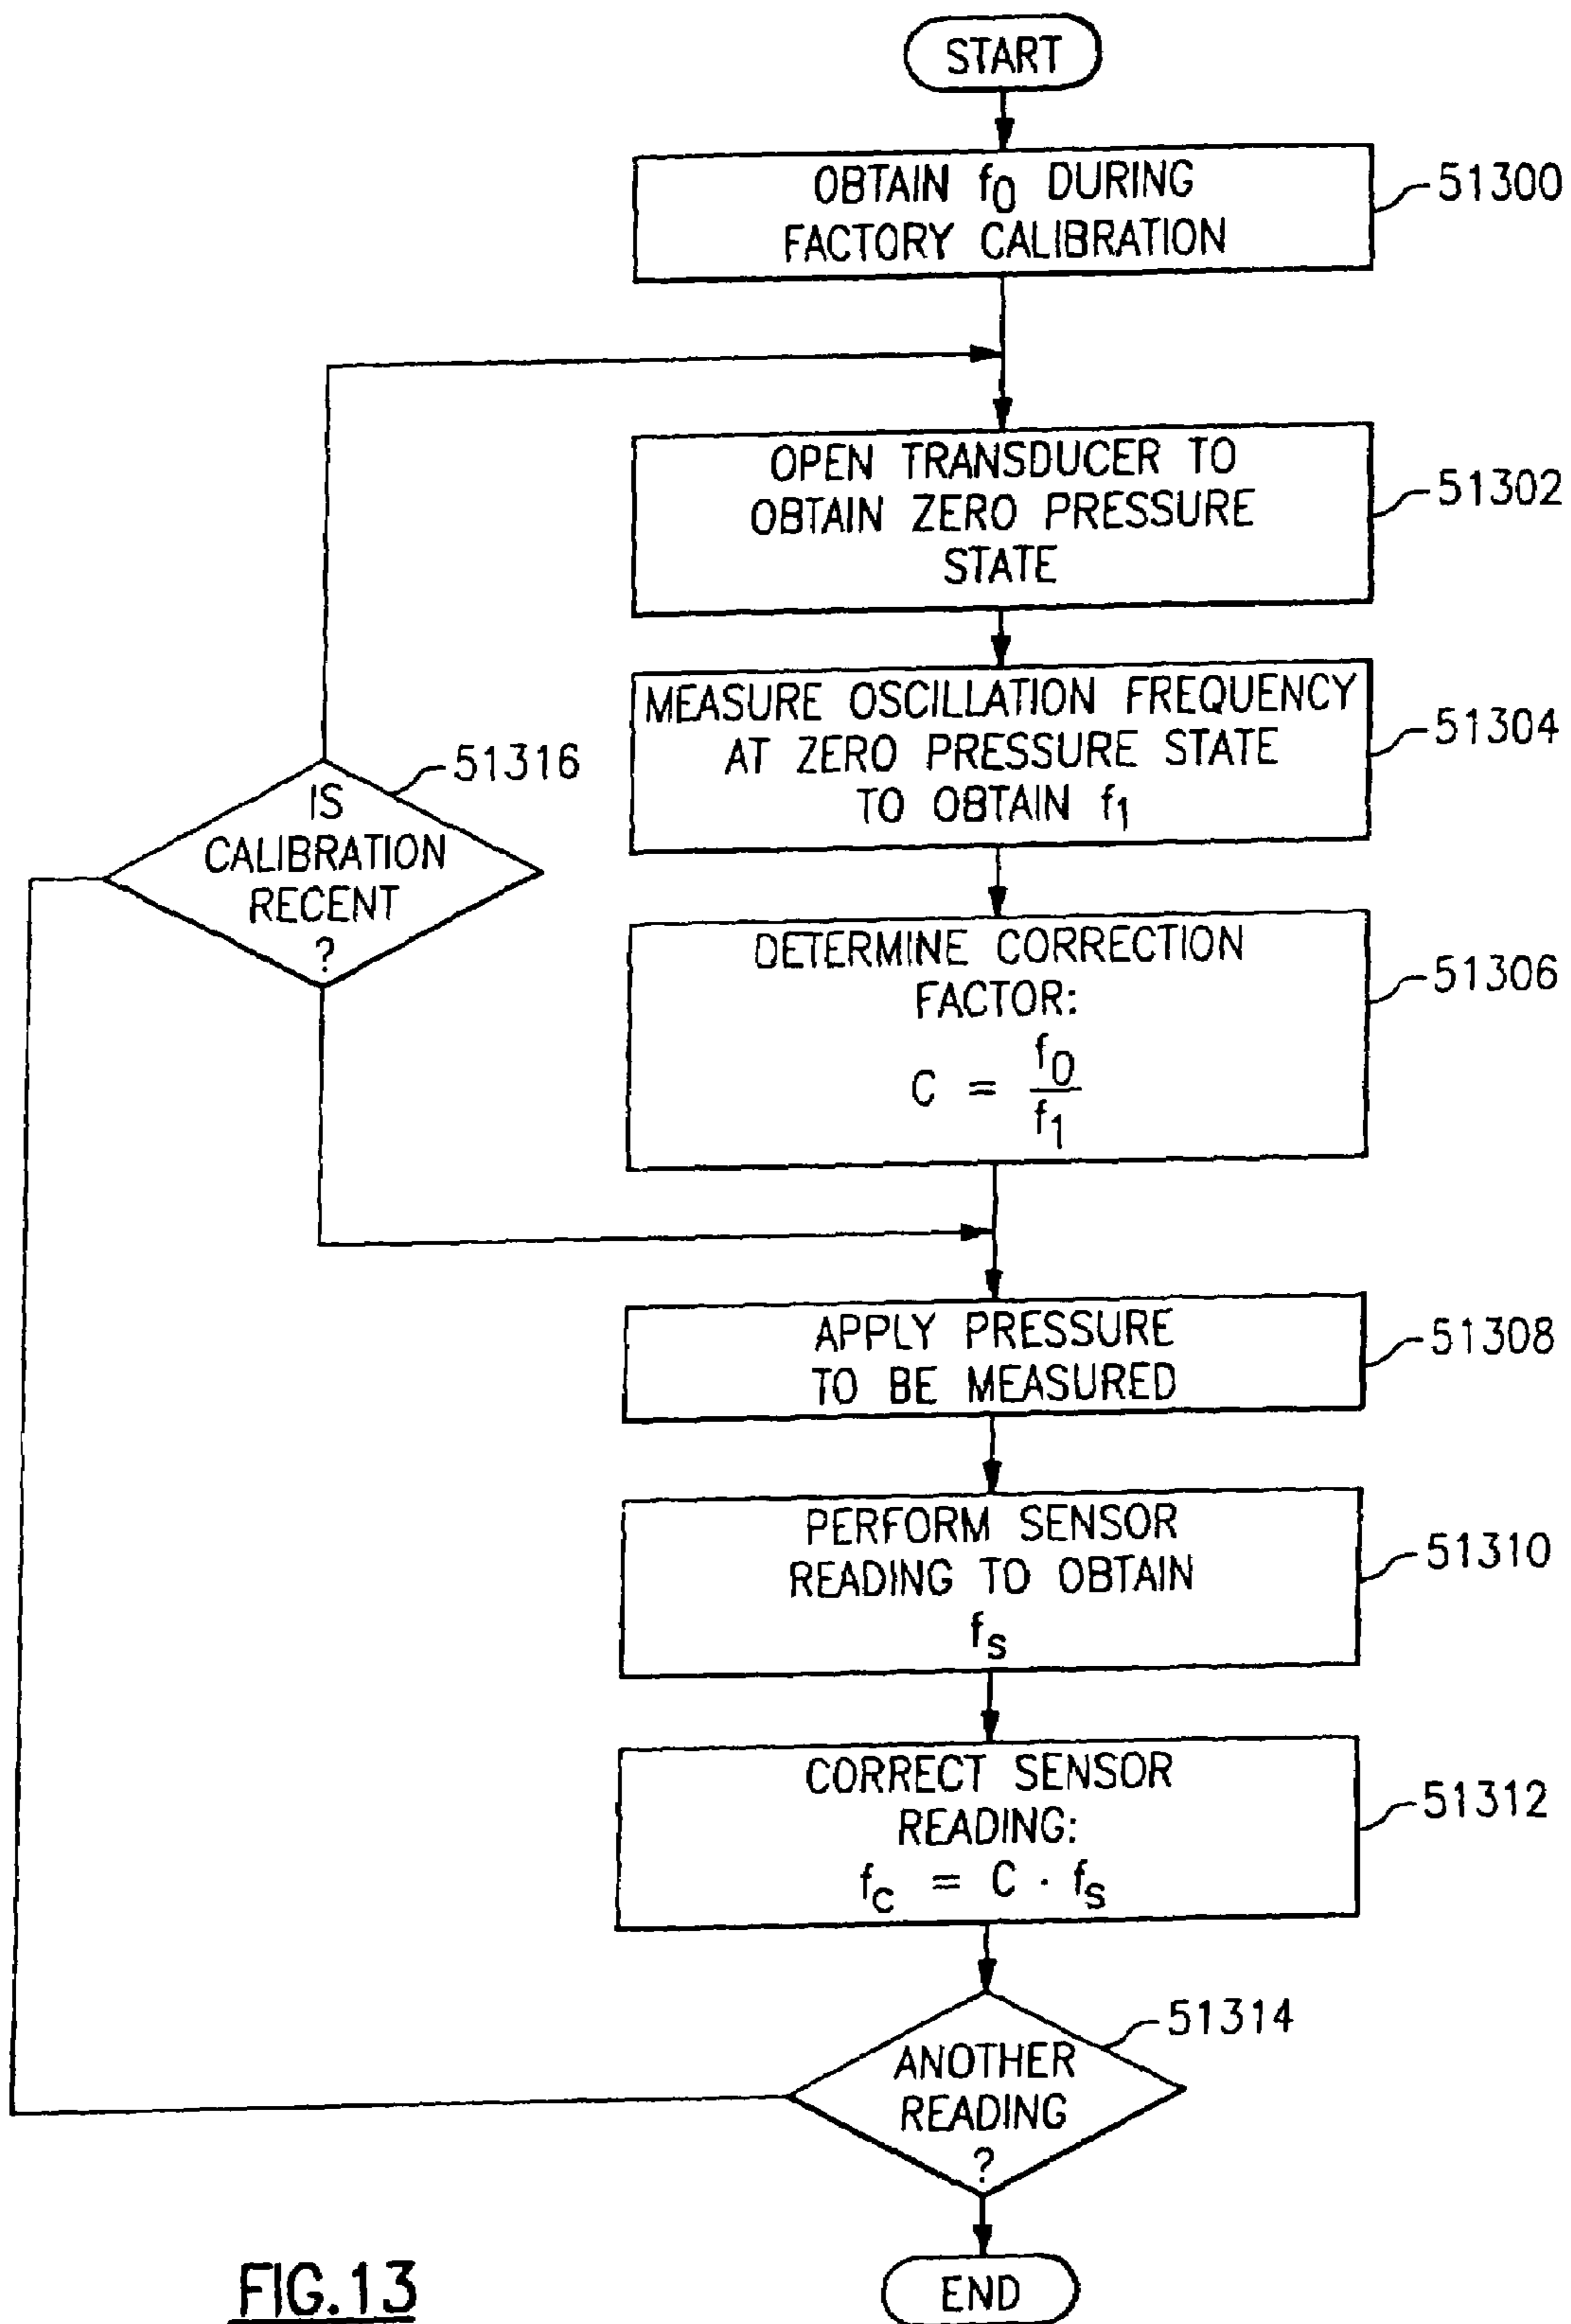 START
OBTAIN f0 DURING
FACTORY CALIBRATION
51300
OPEN TRANSDUCER TO
OBTAIN ZERO PRESSURE
STATE
51302
MEASURE OSCILLATION FREQUENCY
AT ZERO PRESSURE STATE
TO OBTAIN f1
51304
51316
IS
CALIBRATION
RECENT
?
DETERMINE CORRECTION
FACTOR:
C = f0/f1
51306
APPLY PRESSURE
TO BE MEASURED
51308
PERFORM SENSOR
READING TO OBTAIN
fs
51310
CORRECT SENSOR
READING:
fc = C · fs
51312
51314
ANOTHER
READING
?
END
FIG.13